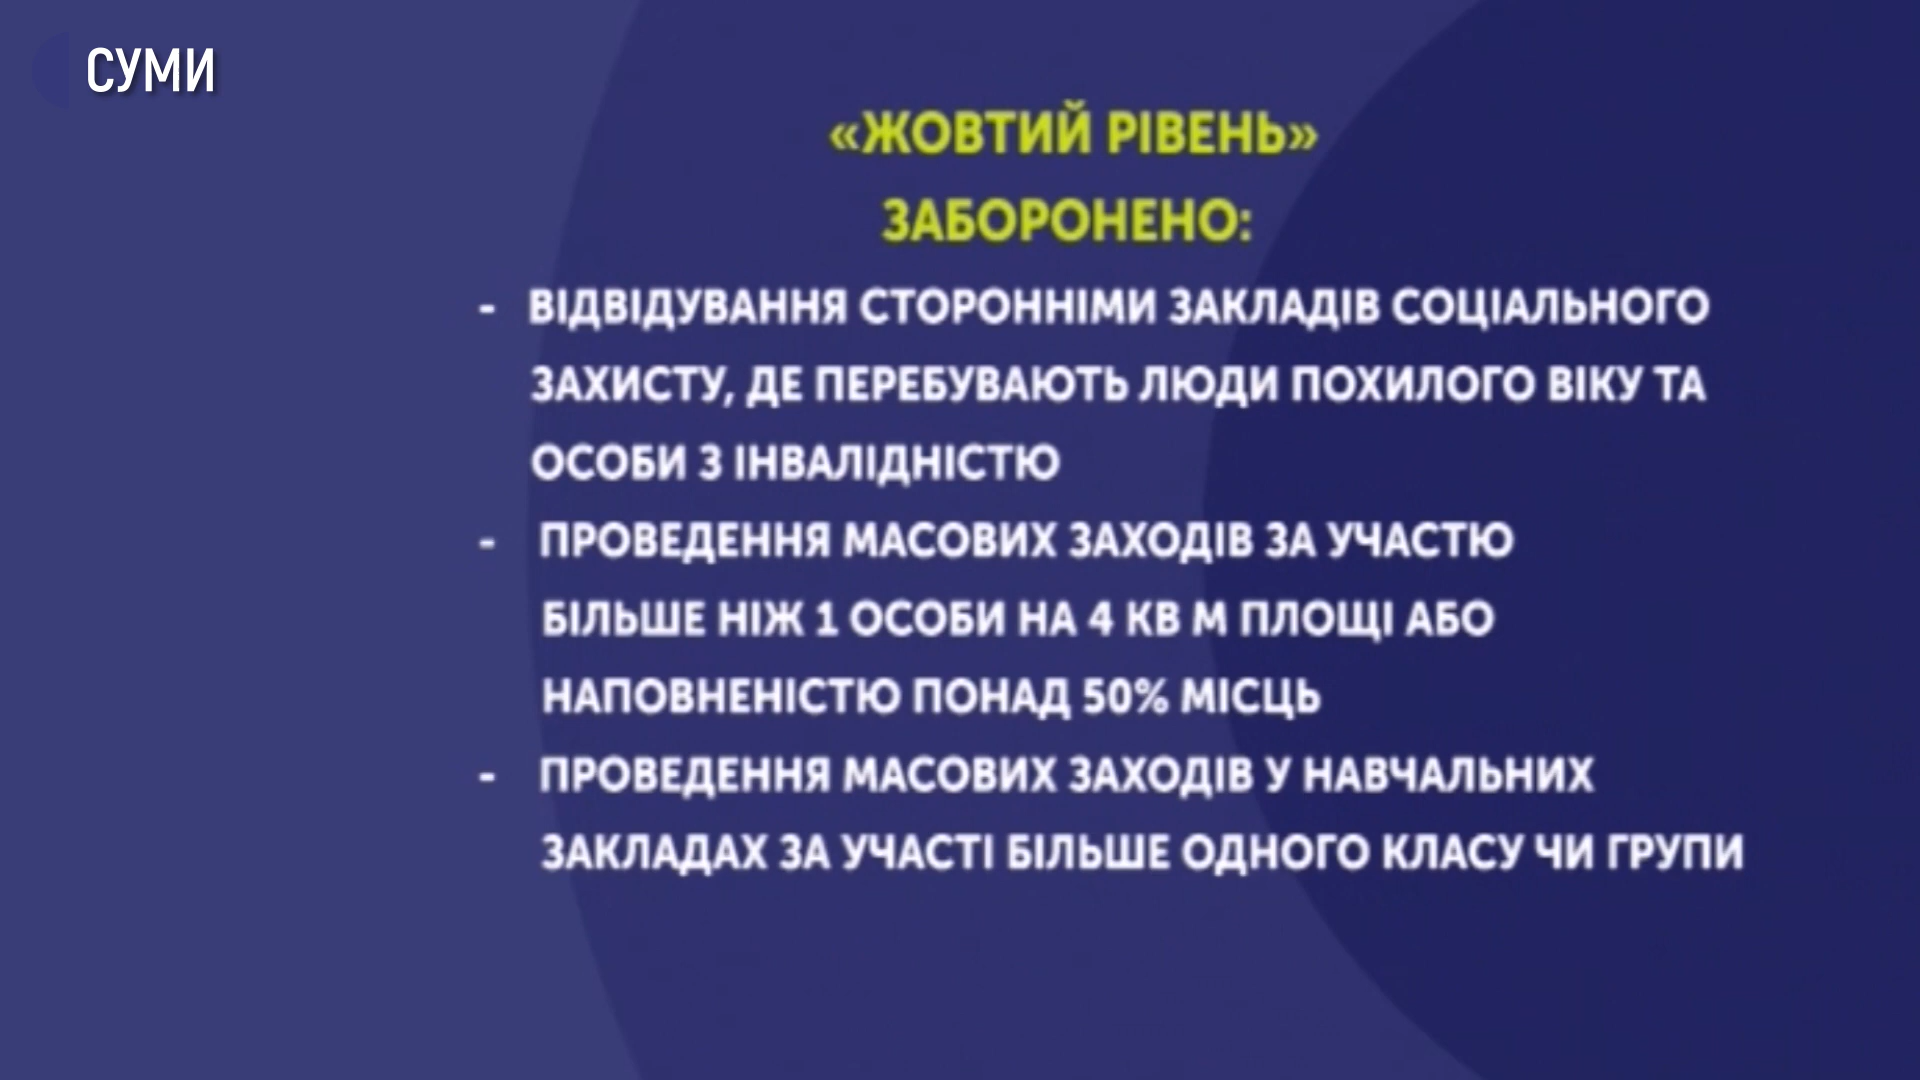 СУМИ
«ЖОВТИЙ РІВЕНЬ»
ЗАБОРОНЕНО:
- ВІДВІДУВАННЯ СТОРОННІМИ ЗАКЛАДІВ СОЦІАЛЬНОГО
ЗАХИСТУ, ДЕ ПЕРЕБУВАЮТЬ ЛЮДИ ПОХИЛОГО ВІКУ ТА
ОСОБИ З ІНВАЛІДНІСТЮ
- ПРОВЕДЕННЯ МАСОВИХ ЗАХОДІВ ЗА УЧАСТЮ
БІЛЬШЕ НІЖ 1 ОСОБИ НА 4 КВ М ПЛОЩІ АБО
НАПОВНЕНІСТЮ ПОНАД 50% МІСЦЬ
- ПРОВЕДЕННЯ МАСОВИХ ЗАХОДІВ У НАВЧАЛЬНИХ
ЗАКЛАДАХ ЗА УЧАСТІ БІЛЬШЕ ОДНОГО КЛАСУ ЧИ ГРУПИ